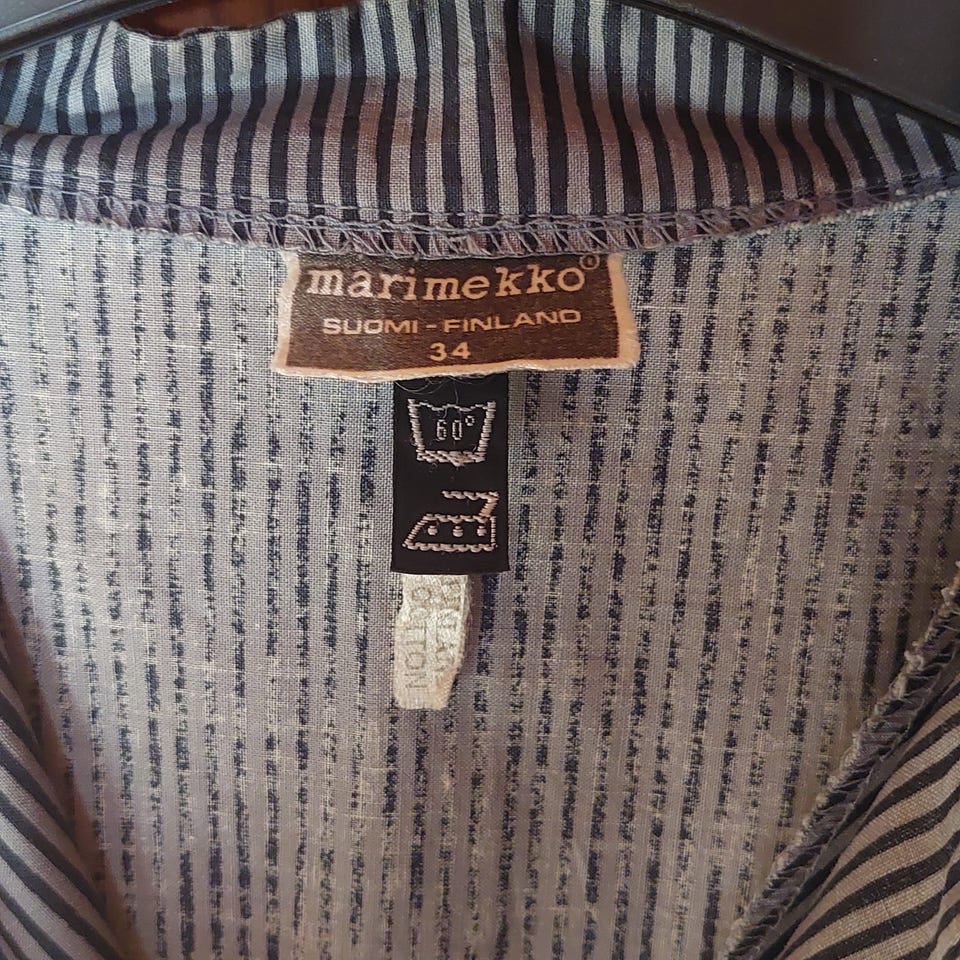 marimekko®
SUOMI - FINLAND
34
60°
COTTON